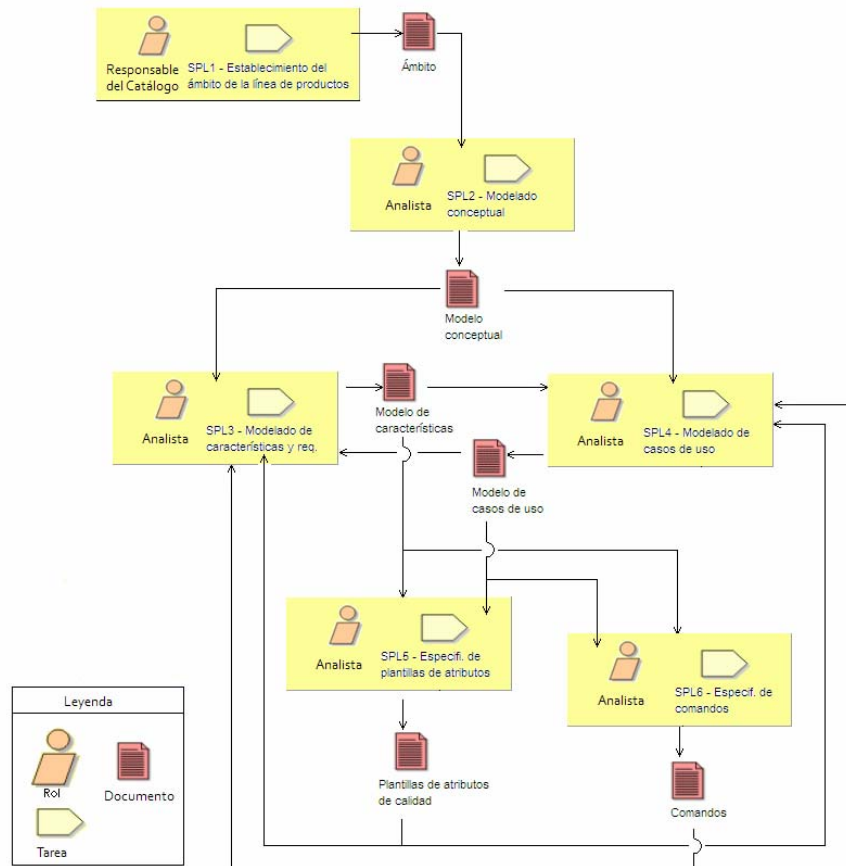 Responsable
del Catálogo
SPL1 - Establecimiento del
ámbito de la línea de productos
Ámbito
Analista
SPL2 - Modelado
conceptual
Modelo
conceptual
Analista
SPL3 - Modelado de
características y req.
Modelo de
características
Analista
SPL4 - Modelado de
casos de uso
Modelo de
casos de uso
Analista
SPL5 - Especifi. de
plantillas de atributos
Analista
SPL6 - Especif. de
comandos
Plantillas de atributos
de calidad
Comandos
Leyenda
Rol
Documento
Tarea